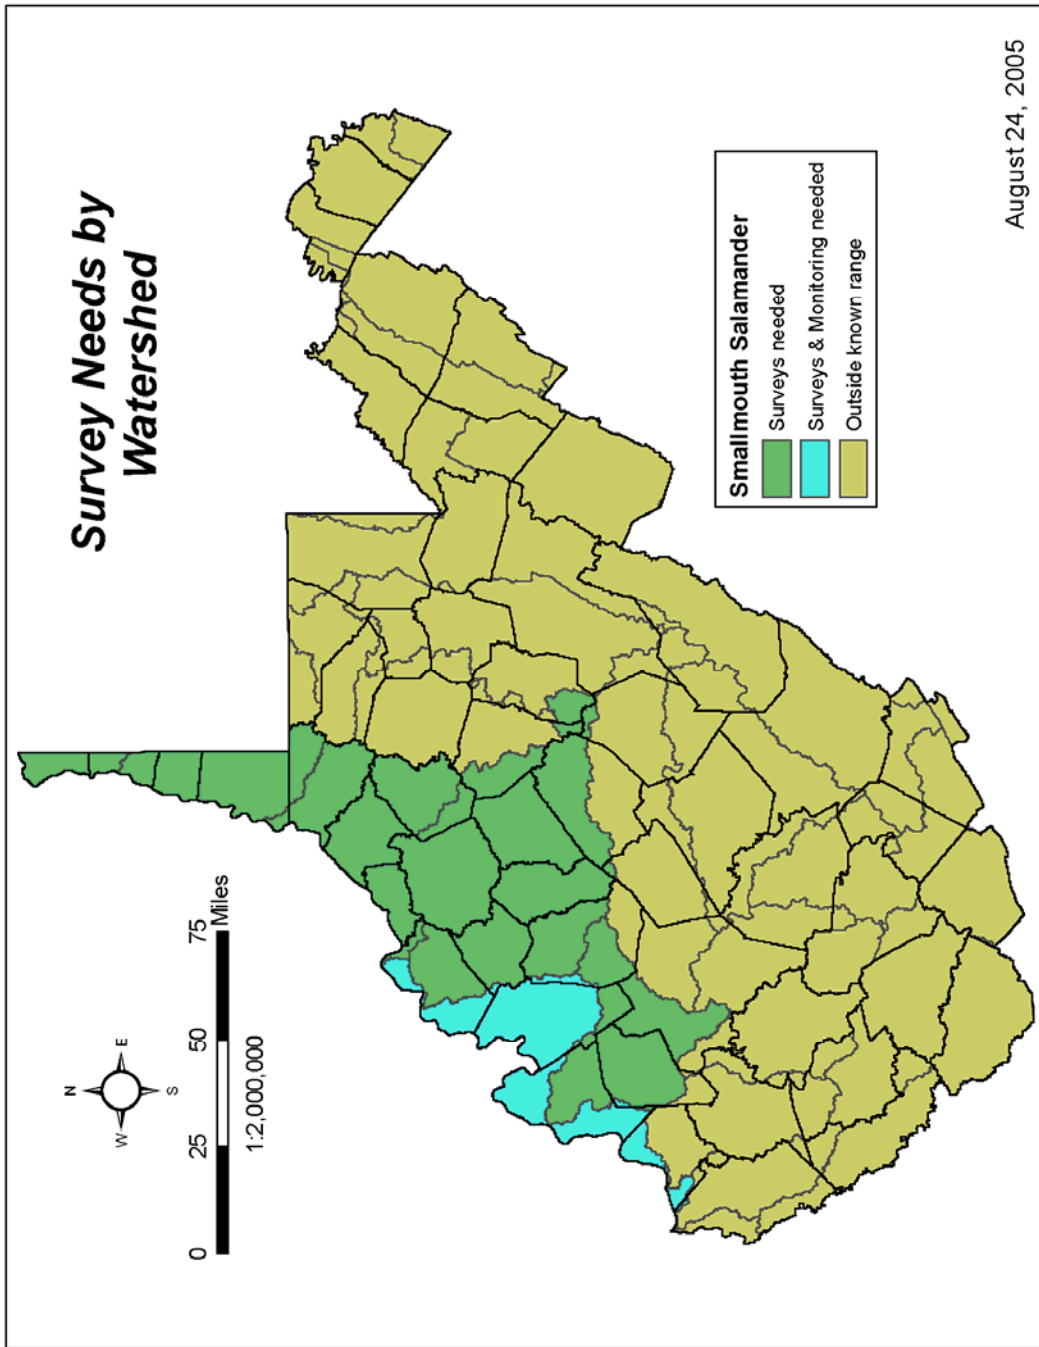 Survey Needs by
Watershed
N
W
E
S
0
25
50
75
Miles
1:2,000,000
Smallmouth Salamander
Surveys needed
Surveys & Monitoring needed
Outside known range
August 24, 2005